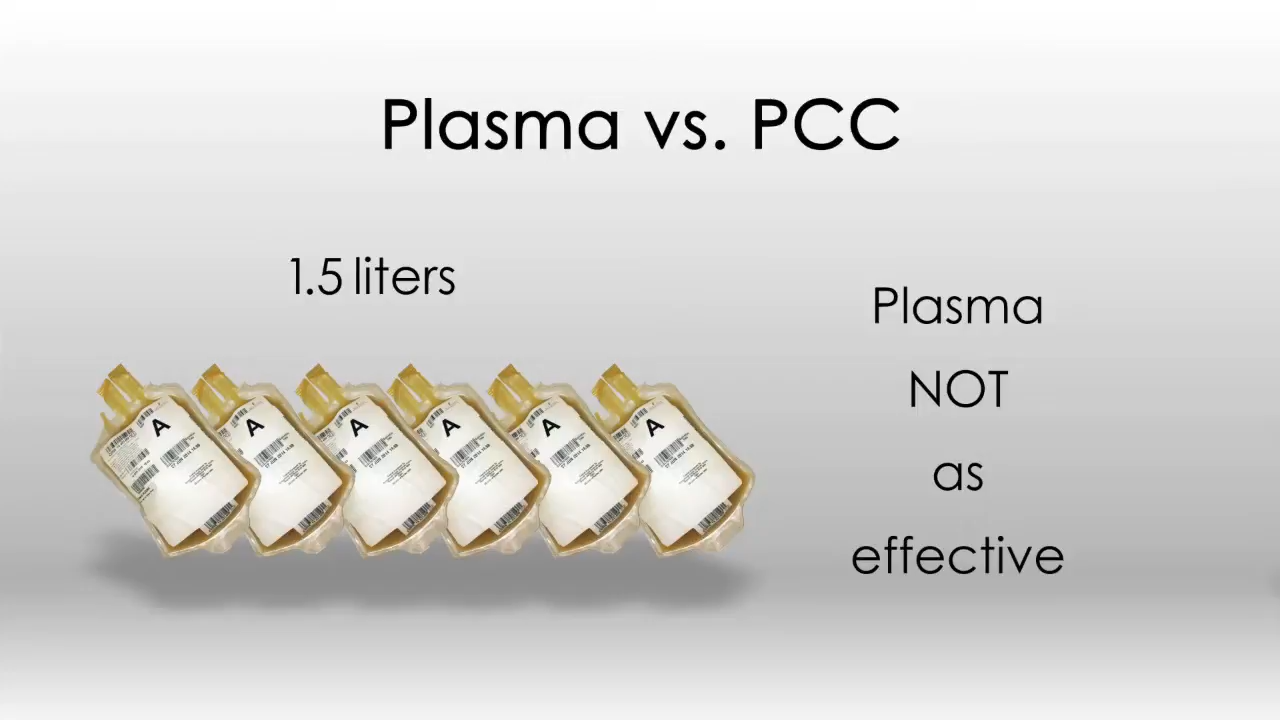 Plasma vs. PCC
1.5 liters
Plasma
NOT
as
effective
A
A
A
A
A
A